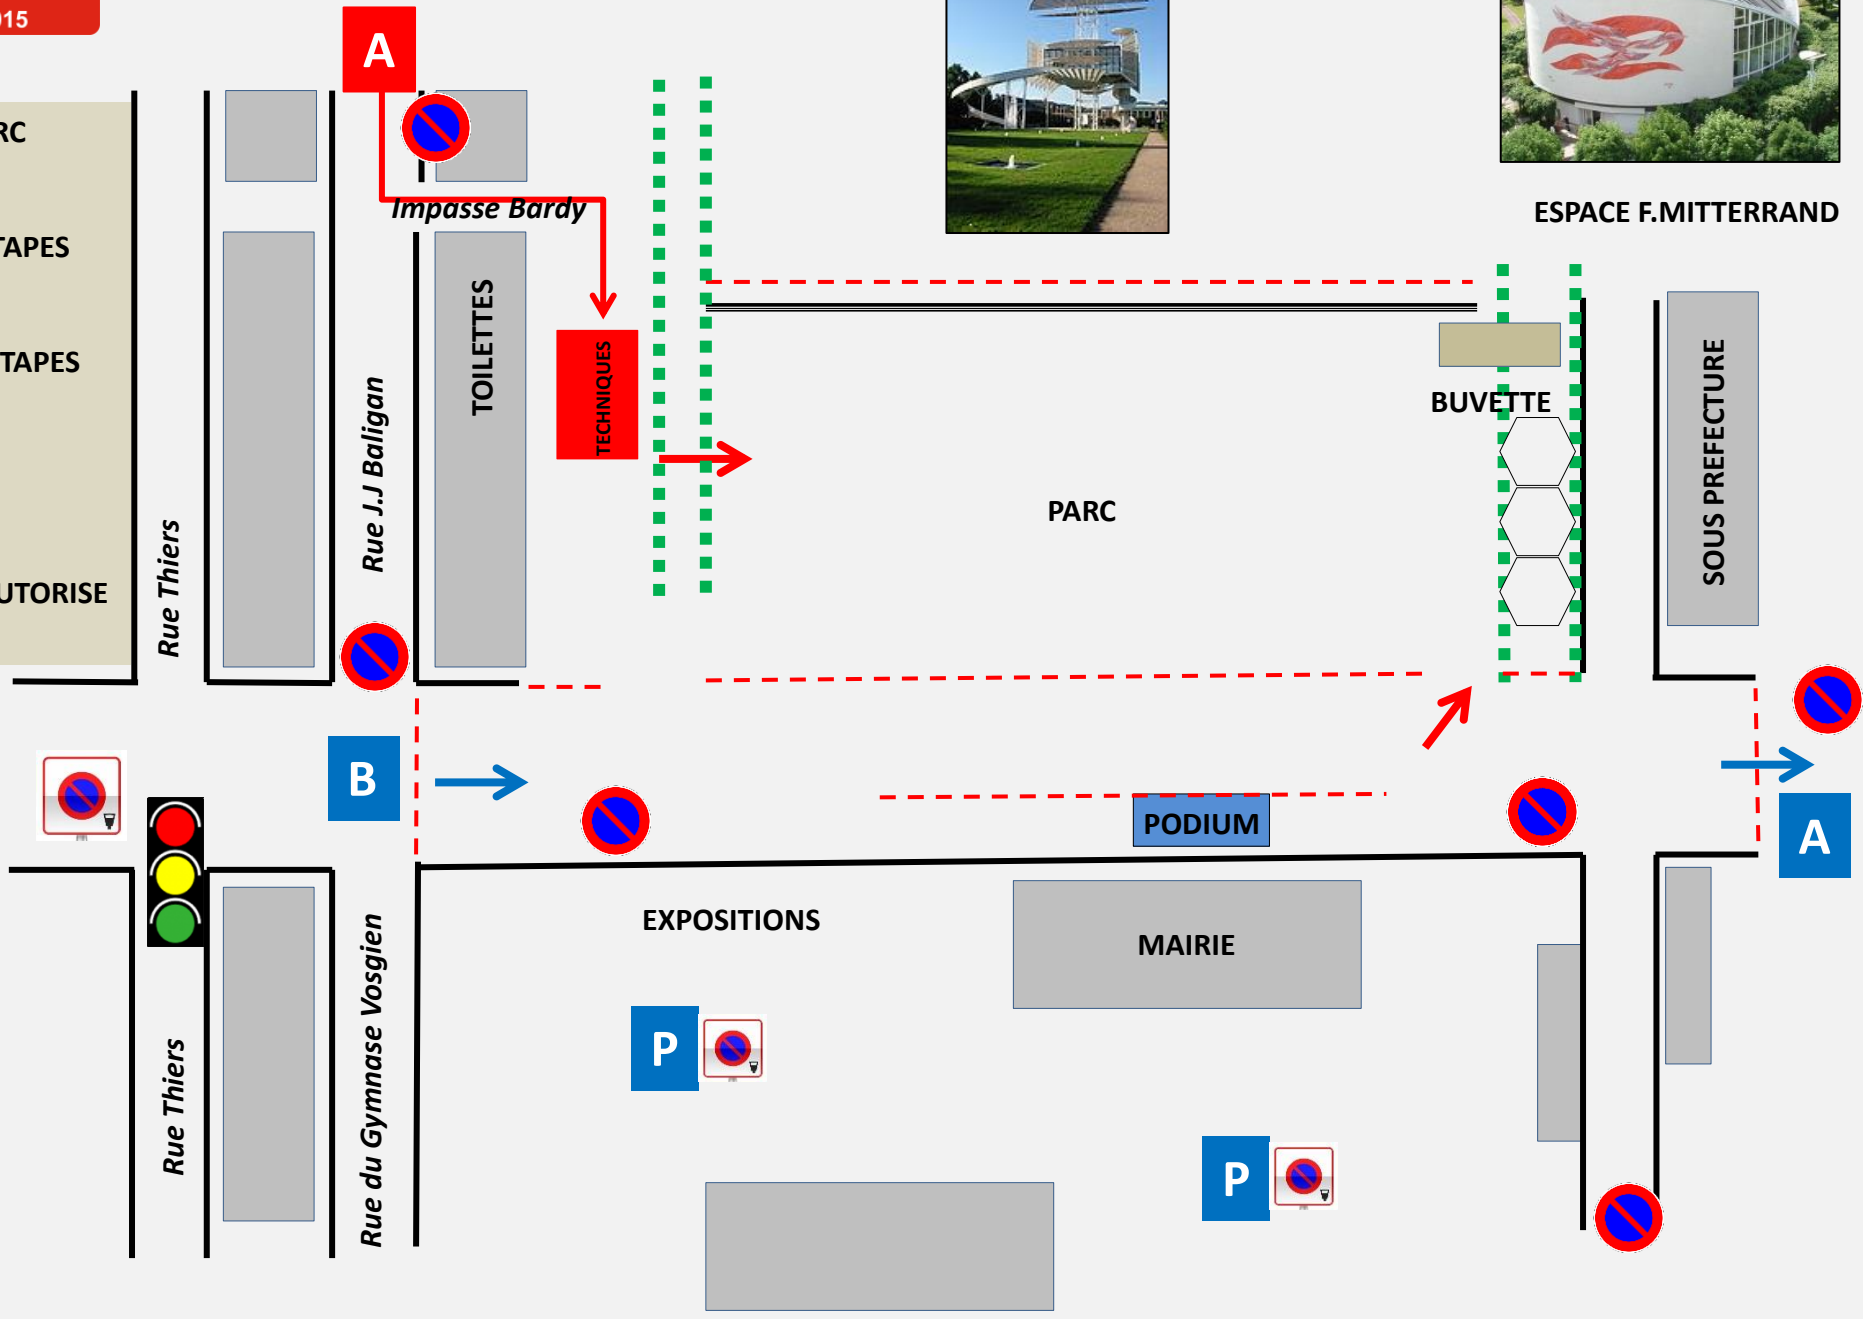 015
A
RC
Impasse Bardy
ESPACE F.MITTERRAND
TAPES
TOILETTES
TAPES
TECHNIQUES
BUVETTE
SOUS PREFECTURE
Rue J.J Baligan
PARC
Rue Thiers
UTORISE
B
PODIUM
A
EXPOSITIONS
MAIRIE
Rue du Gymnase Vosgien
P
Rue Thiers
P